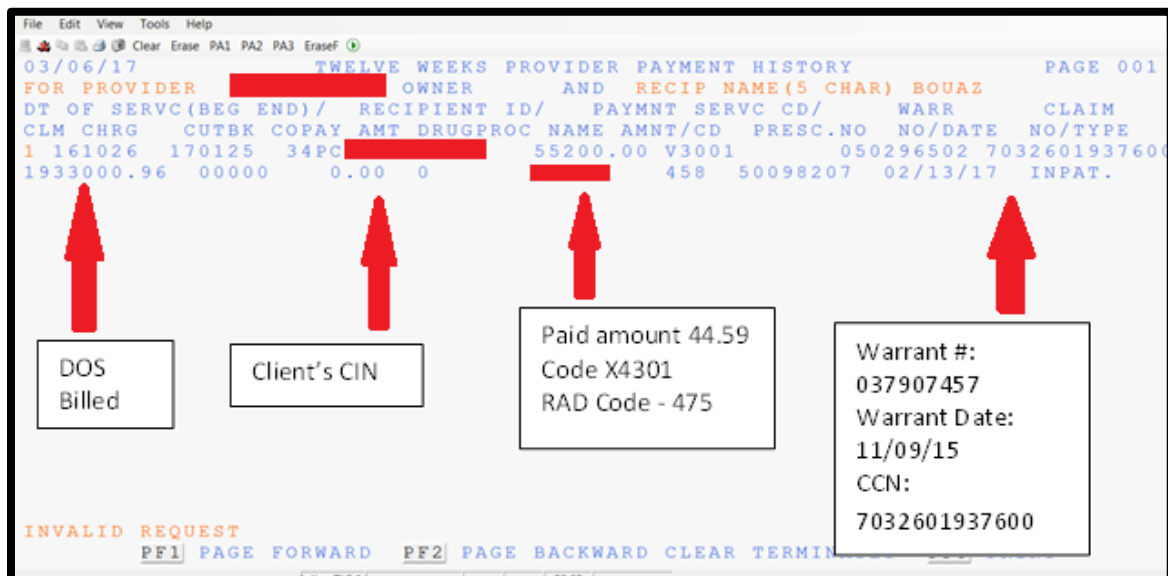 File Edit View Tools Help
Clear Erase PA1 PA2 PA3 EraseF
03/06/17 TWELVE WEEKS PROVIDER PAYMENT HISTORY PAGE 001
FOR PROVIDER OWNER AND RECIP NAME(5 CHAR) BOUAZ
DT OF SERVC(BEG END)/ RECIPIENT ID/ PAYMNT SERVC CD/ WARR CLAIM
CLM CHRG CUTBK COPAY AMT DRUGPROC NAME AMNT/CD PRESC.NO NO/DATE NO/TYPE
1 161026 170125 34PC 55200.00 V3001 050296502 7032601937600
1933000.96 00000 0.00 0 458 50098207 02/13/17 INPAT.
DOS
Billed
Client's CIN
Paid amount 44.59
Code X4301
RAD Code - 475
Warrant #:
037907457
Warrant Date:
11/09/15
CCN:
7032601937600
INVALID REQUEST
PF1 PAGE FORWARD PF2 PAGE BACKWARD CLEAR